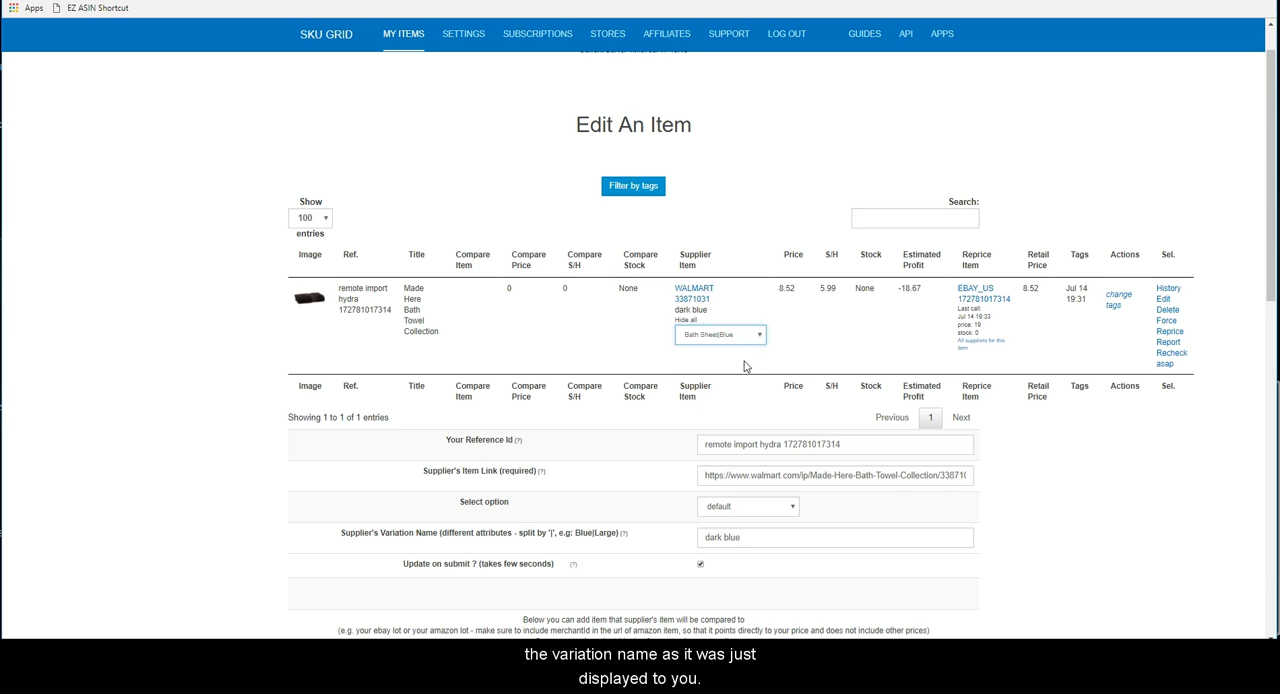 Apps EZ ASIN Shortcut
SKU GRID MY ITEMS SETTINGS SUBSCRIPTIONS STORES AFFILIATES SUPPORT LOG OUT GUIDES API APPS
Edit An Item
Filter by tags
Show
100
entries
Search:
Image Ref. Title Compare Item Compare Price Compare S/H Compare Stock Supplier Item Price S/H Stock Estimated Profit Reprice Item Retail Price Tags Actions Sel.
remote import
hydra
172781017314
Made
Here
Bath
Towel
Collection
0 0 None
WALMART
33871031
dark blue
Hide all
Bath Sheet|Blue
8.52 5.99 None -18.67
EBAY_US
172781017314
Last call:
Jul 14 19:33
price: 19
stock: 0
All suppliers for this
item
8.52
Jul 14
19:31
change
tags
History
Edit
Delete
Force
Reprice
Report
Recheck
asap
Image Ref. Title Compare Item Compare Price Compare S/H Compare Stock Supplier Item Price S/H Stock Estimated Profit Reprice Item Retail Price Tags Actions Sel.
Showing 1 to 1 of 1 entries
Previous 1 Next
Your Reference Id (?) remote import hydra 172781017314
Supplier's Item Link (required) (?) https://www.walmart.com/ip/Made-Here-Bath-Towel-Collection/33871(
Select option default
Supplier's Variation Name (different attributes - split by '|', e.g: Blue|Large) (?) dark blue
Update on submit ? (takes few seconds) (?)
Below you can add item that supplier's item will be compared to
(e.g. your ebay lot or your amazon lot - make sure to include merchantId in the url of amazon item, so that it points directly to your price and does not include other prices)
the variation name as it was just
displayed to you.